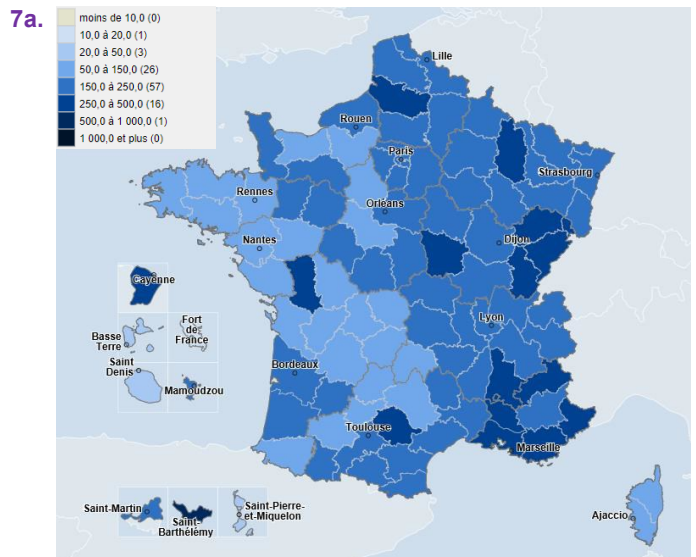 7a.
moins de 10,0 (0)
10,0 à 20,0 (1)
20,0 à 50,0 (3)
50,0 à 150,0 (26)
150,0 à 250,0 (57)
250,0 à 500,0 (16)
500,0 à 1 000,0 (1)
1 000,0 et plus (0)
Lille
Rouen
Paris
Strasbourg
Rennes
Orléans
Nantes
Dijon
Cayenne
Basse
Terre
Fort
de
France
Lyon
Saint
Denis
Mamoudzou
Bordeaux
Toulouse
Marseille
Saint-Martin
Saint-
Barthélémy
Saint-Pierre-
et-Miquelon
Ajaccio